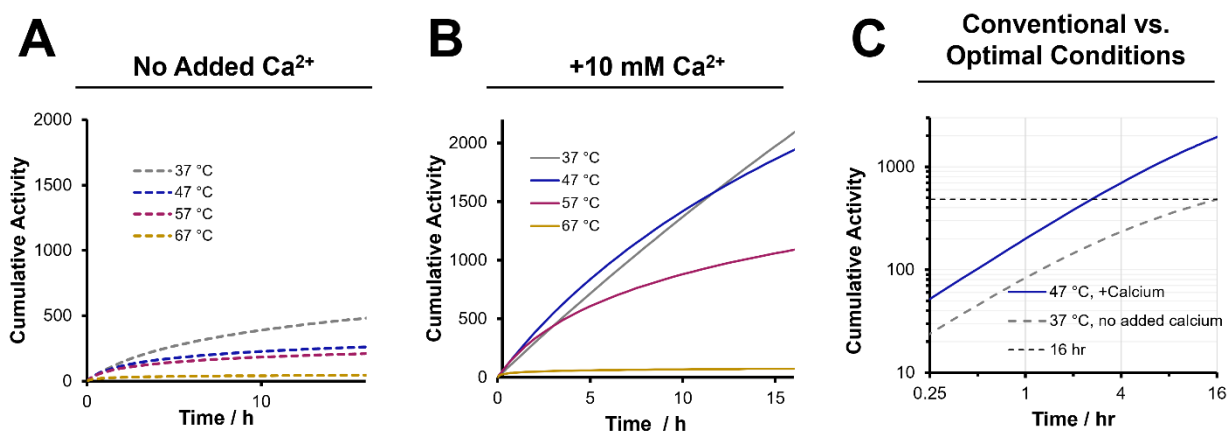 A
No Added Ca²⁺
Cumulative Activity
2000
1500
1000
500
0
37 °C
47 °C
57 °C
67 °C
0
10
Time / h
B
+10 mM Ca²⁺
Cumulative Activity
2000
1500
1000
500
0
37 °C
47 °C
57 °C
67 °C
0
5
10
15
Time / h
C
Conventional vs.
Optimal Conditions
Cumulative Activity
1000
100
10
47 °C, +Calcium
37 °C, no added calcium
16 hr
0.25
1
4
16
Time / hr